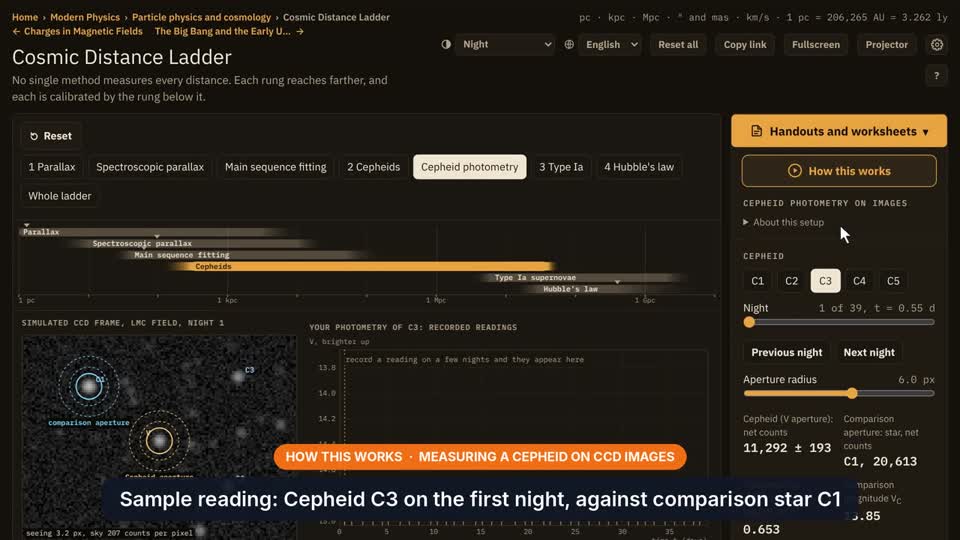 Home › Modern Physics › Particle physics and cosmology › Cosmic Distance Ladder
← Charges in Magnetic Fields The Big Bang and the Early U... →
pc · kpc · Mpc · " and mas · km/s · 1 pc = 206,265 AU = 3.262 ly
Cosmic Distance Ladder
Night English Reset all Copy link Fullscreen Projector
?
No single method measures every distance. Each rung reaches farther, and
each is calibrated by the rung below it.
Reset
1 Parallax Spectroscopic parallax Main sequence fitting 2 Cepheids Cepheid photometry 3 Type Ia 4 Hubble's law
Whole ladder
Parallax
Spectroscopic parallax
Main sequence fitting
Cepheids
Type Ia supernovae
Hubble's law
1 pc 1 kpc 1 Mpc 1 Gpc
SIMULATED CCD FRAME, LMC FIELD, NIGHT 1
C1
C3
comparison aperture
Cepheid aperture
seeing 3.2 px, sky 207 counts per pixel
YOUR PHOTOMETRY OF C3: RECORDED READINGS
V, brighter up
record a reading on a few nights and they appear here
13.8
14.0
14.2
0 5 10 15 20 25 30 35
Handouts and worksheets ▾
How this works
CEPHEID PHOTOMETRY ON IMAGES
▶ About this setup
CEPHEID
C1 C2 C3 C4 C5
Night 1 of 39, t = 0.55 d
Previous night Next night
Aperture radius 6.0 px
Cepheid (V aperture):
net counts
11,292 ± 193
Comparison
aperture: star, net
counts
C1, 20,613
0.653
HOW THIS WORKS · MEASURING A CEPHEID ON CCD IMAGES
Sample reading: Cepheid C3 on the first night, against comparison star C1